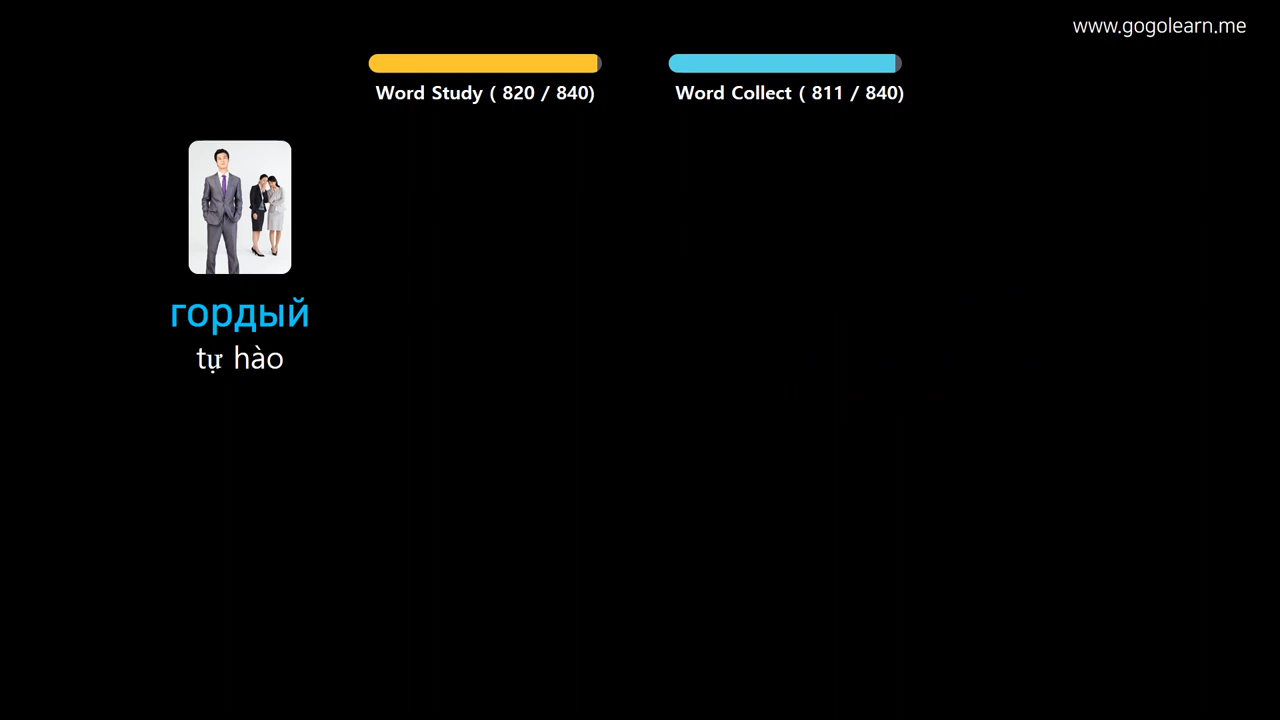 www.gogolearn.me
Word Study ( 820 / 840)
Word Collect ( 811 / 840)
гордый
tự hào